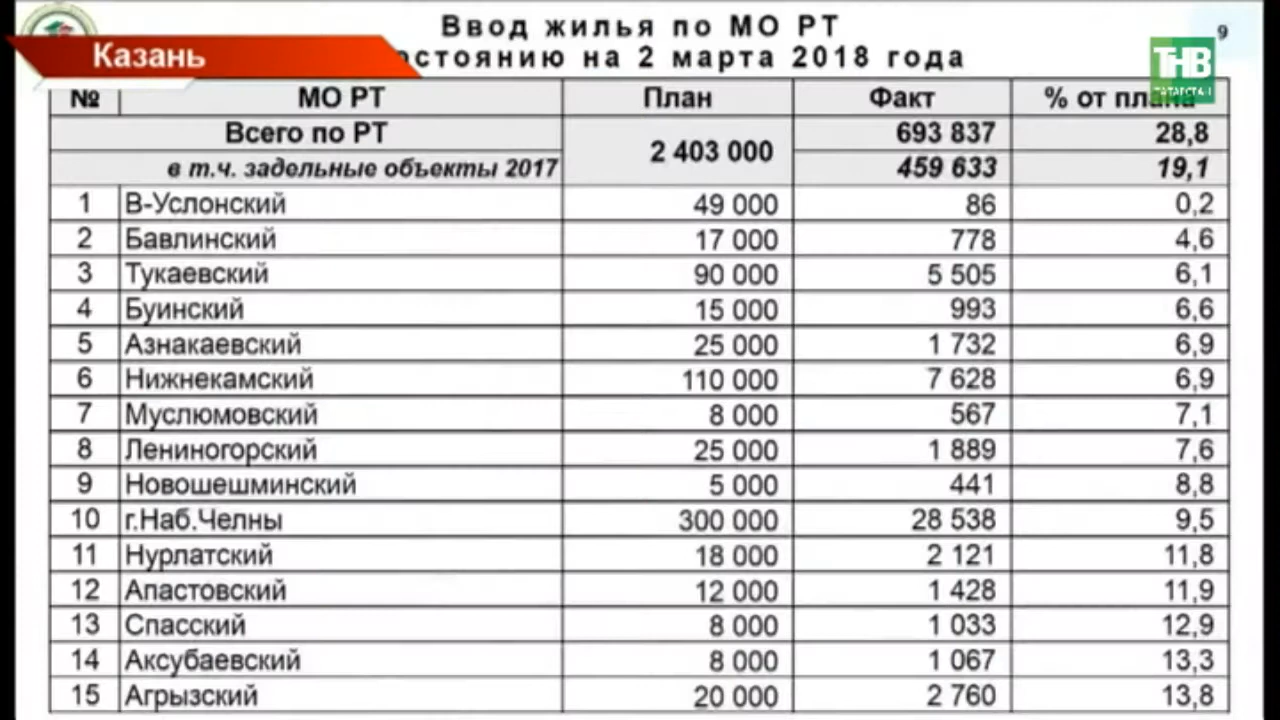 Ввод жилья по МО РТ
9
Казань
остоянию на 2 марта 2018 года
ТНВ
ТАТАРСТАН
№ МО РТ План Факт % от плана
Всего по РТ 2 403 000 693 837 28,8
в т.ч. задельные объекты 2017 459 633 19,1
1 В-Услонский 49 000 86 0,2
2 Бавлинский 17 000 778 4,6
3 Тукаевский 90 000 5 505 6,1
4 Буинский 15 000 993 6,6
5 Азнакаевский 25 000 1 732 6,9
6 Нижнекамский 110 000 7 628 6,9
7 Муслюмовский 8 000 567 7,1
8 Лениногорский 25 000 1 889 7,6
9 Новошешминский 5 000 441 8,8
10 г.Наб.Челны 300 000 28 538 9,5
11 Нурлатский 18 000 2 121 11,8
12 Апастовский 12 000 1 428 11,9
13 Спасский 8 000 1 033 12,9
14 Аксубаевский 8 000 1 067 13,3
15 Агрызский 20 000 2 760 13,8